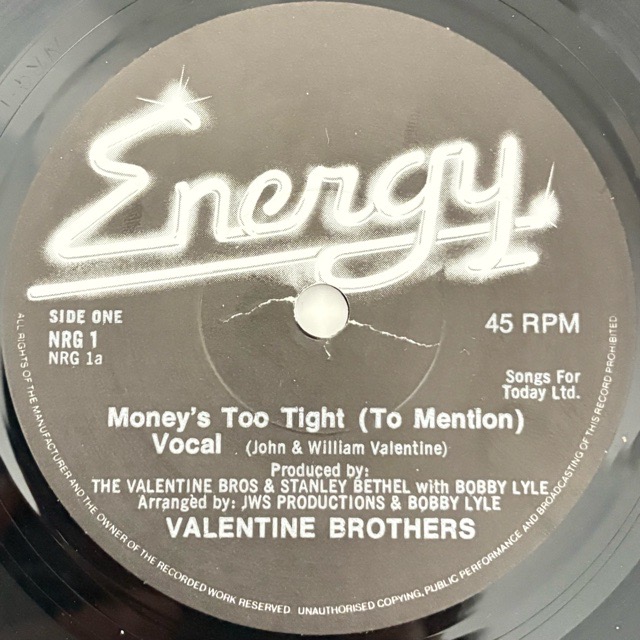 Energy
SIDE ONE
NRG 1
NRG 1a
45 RPM
Songs For
Today Ltd.
Money's Too Tight (To Mention)
Vocal (John & William Valentine)
Produced by:
THE VALENTINE BROS & STANLEY BETHEL with BOBBY LYLE
Arranged by: JWS PRODUCTIONS & BOBBY LYLE
VALENTINE BROTHERS
ALL RIGHTS OF THE MANUFACTURER AND THE OWNER OF THE RECORDED WORK RESERVED UNAUTHORISED COPYING, PUBLIC PERFORMANCE AND BROADCASTING OF THIS RECORD PROHIBITED